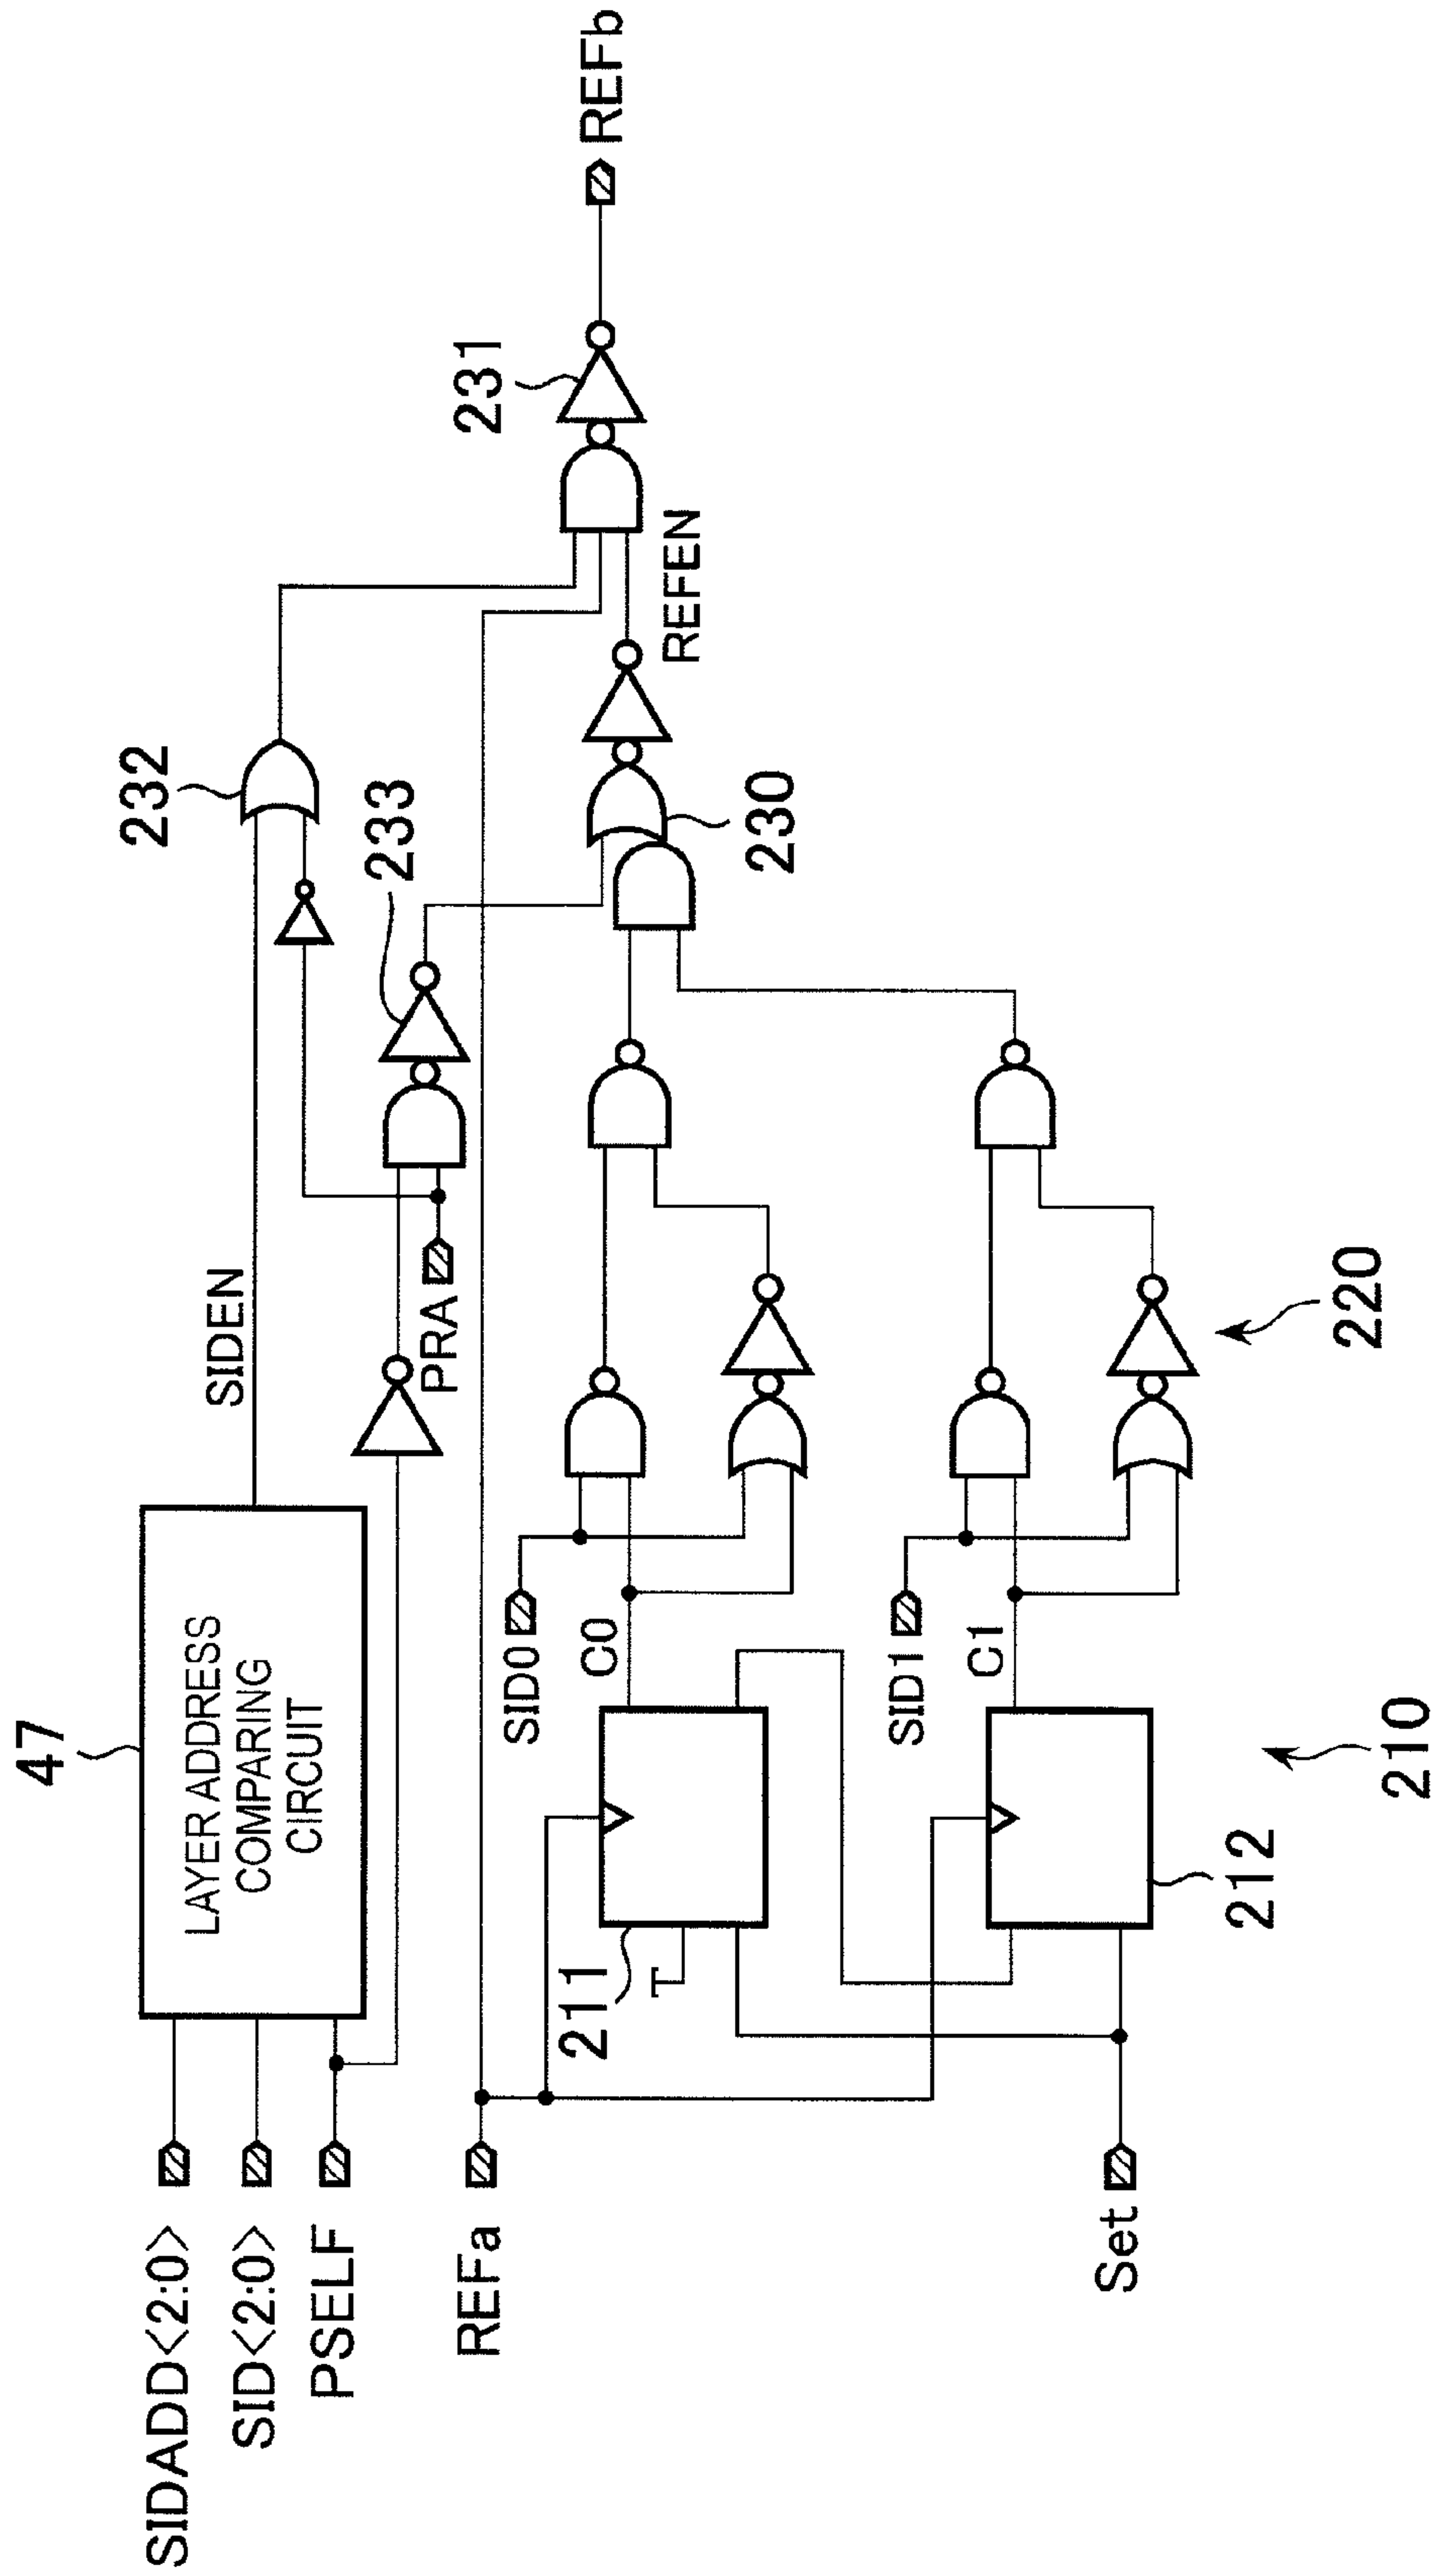 47
LAYER ADDRESS
COMPARING
CIRCUIT
SIDADD<2:0>
SID<2:0>
PSELF
REFa
Set
SIDEN
PRA
232
233
231
REFb
REFEN
230
211
212
210
220
SID0
C0
SID1
C1